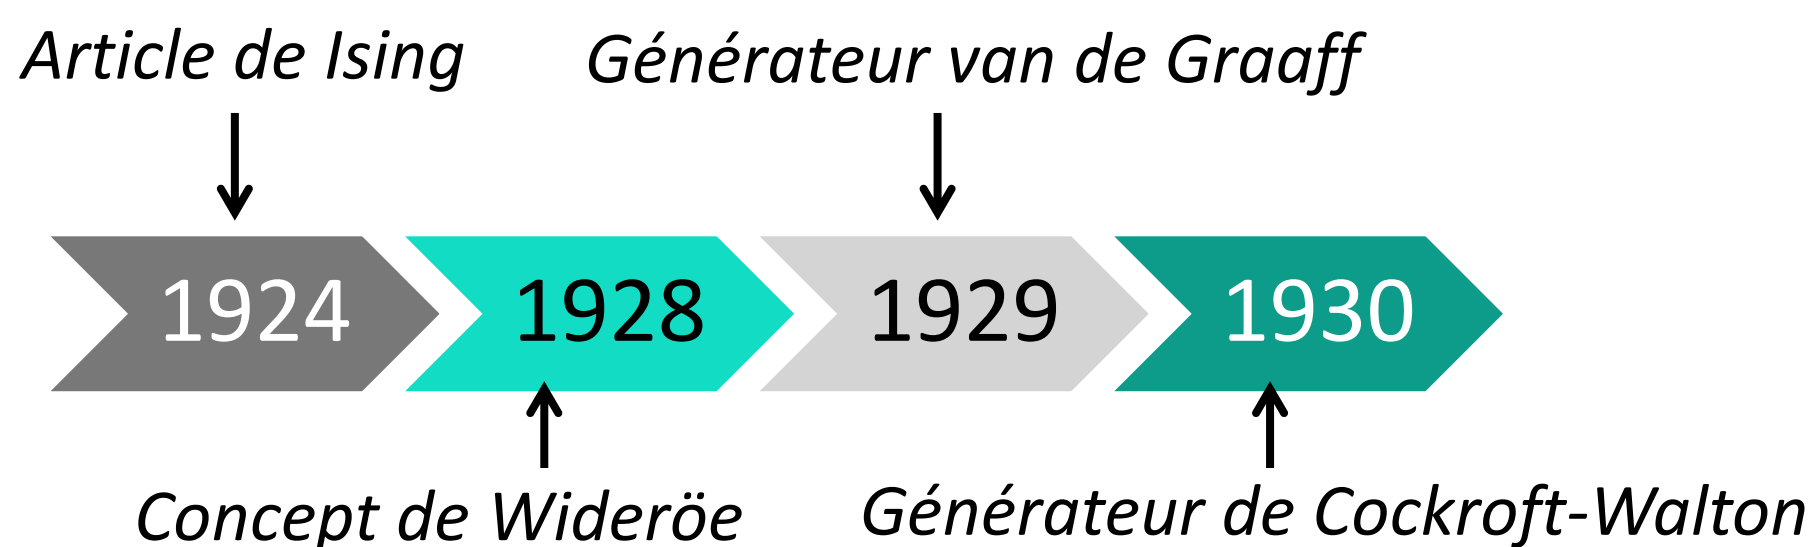 Article de Ising
Générateur van de Graaff
1924
1928
1929
1930
Concept de Wideröe
Générateur de Cockroft-Walton